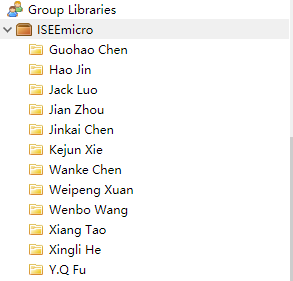 Group Libraries
ISEEmicro
Guohao Chen
Hao Jin
Jack Luo
Jian Zhou
Jinkai Chen
Kejun Xie
Wanke Chen
Weipeng Xuan
Wenbo Wang
Xiang Tao
Xingli He
Y.Q Fu